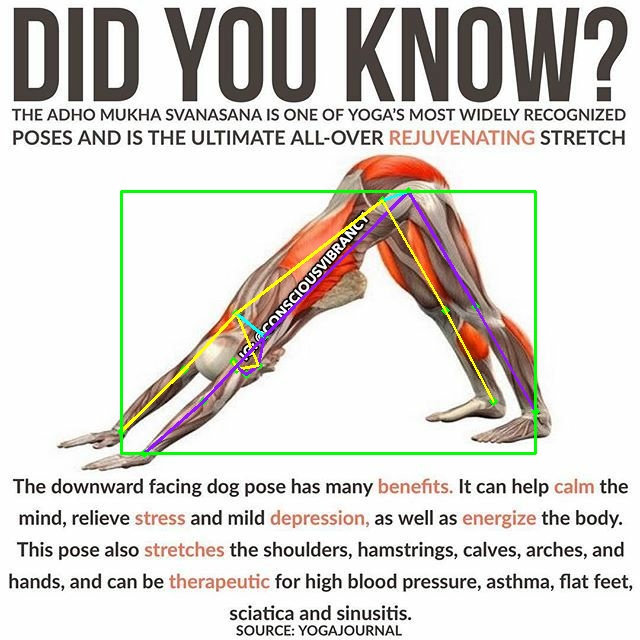 DID YOU KNOW?
THE ADHO MUKHA SVANASANA IS ONE OF YOGA'S MOST WIDELY RECOGNIZED
POSES AND IS THE ULTIMATE ALL-OVER REJUVENATING STRETCH
IG:@CONSCIOUSVIBRANCY
The downward facing dog pose has many benefits. It can help calm the
mind, relieve stress and mild depression, as well as energize the body.
This pose also stretches the shoulders, hamstrings, calves, arches, and
hands, and can be therapeutic for high blood pressure, asthma, flat feet,
sciatica and sinusitis.
SOURCE: YOGAJOURNAL